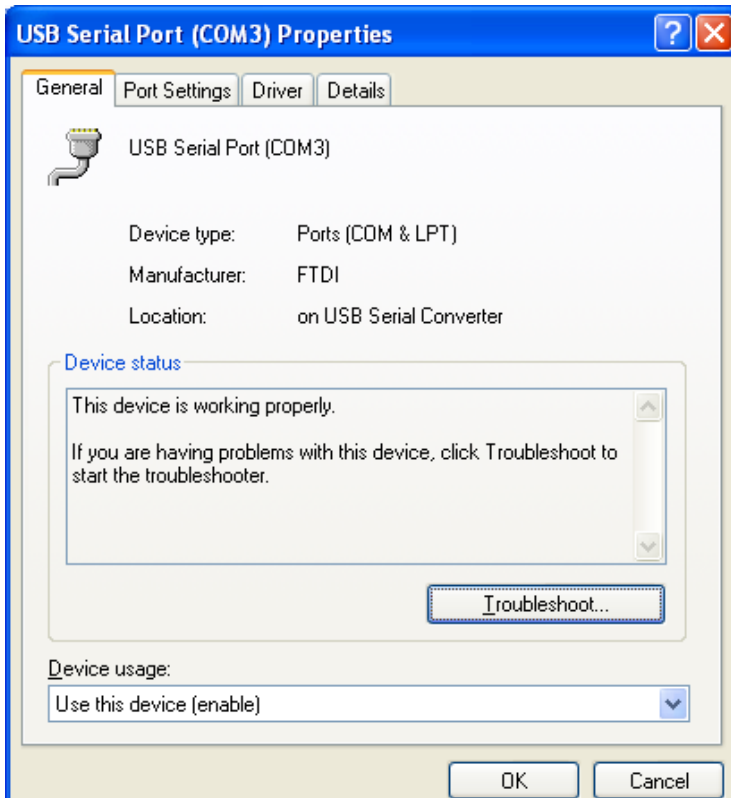 USB Serial Port (COM3) Properties
General Port Settings Driver Details
USB Serial Port (COM3)
Device type: Ports (COM & LPT)
Manufacturer: FTDI
Location: on USB Serial Converter
Device status
This device is working properly.
If you are having problems with this device, click Troubleshoot to
start the troubleshooter.
Troubleshoot...
Device usage:
Use this device (enable)
OK Cancel